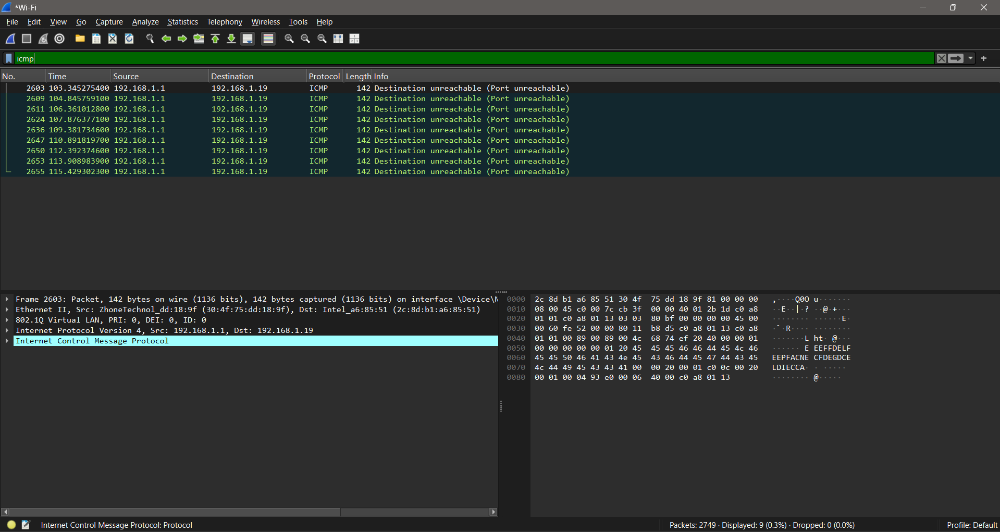 *Wi-Fi
File Edit View Go Capture Analyze Statistics Telephony Wireless Tools Help
icmp
No. Time Source Destination Protocol Length Info
2603 103.345275400 192.168.1.1 192.168.1.19 ICMP 142 Destination unreachable (Port unreachable)
2609 104.845759100 192.168.1.1 192.168.1.19 ICMP 142 Destination unreachable (Port unreachable)
2611 106.361012800 192.168.1.1 192.168.1.19 ICMP 142 Destination unreachable (Port unreachable)
2624 107.876377100 192.168.1.1 192.168.1.19 ICMP 142 Destination unreachable (Port unreachable)
2636 109.381734600 192.168.1.1 192.168.1.19 ICMP 142 Destination unreachable (Port unreachable)
2647 110.891819700 192.168.1.1 192.168.1.19 ICMP 142 Destination unreachable (Port unreachable)
2650 112.392374600 192.168.1.1 192.168.1.19 ICMP 142 Destination unreachable (Port unreachable)
2653 113.908983900 192.168.1.1 192.168.1.19 ICMP 142 Destination unreachable (Port unreachable)
2655 115.429302300 192.168.1.1 192.168.1.19 ICMP 142 Destination unreachable (Port unreachable)
Frame 2603: Packet, 142 bytes on wire (1136 bits), 142 bytes captured (1136 bits) on interface \Device\N
Ethernet II, Src: ZhoneTechnol_dd:18:9f (30:4f:75:dd:18:9f), Dst: Intel_a6:85:51 (2c:8d:b1:a6:85:51)
802.1Q Virtual LAN, PRI: 0, DEI: 0, ID: 0
Internet Protocol Version 4, Src: 192.168.1.1, Dst: 192.168.1.19
Internet Control Message Protocol
0000 2c 8d b1 a6 85 51 30 4f 75 dd 18 9f 81 00 00 00 ,····Q0O u·······
0010 08 00 45 c0 00 7c cb 3f 00 00 40 01 2b 1d c0 a8 ··E··|·? ··@·+···
0020 01 01 c0 a8 01 13 03 03 80 bf 00 00 00 00 45 00 ········ ······E·
0030 00 60 fe 52 00 00 80 11 b8 d5 c0 a8 01 13 c0 a8 ·`·R···· ········
0040 01 01 00 89 00 89 00 4c 68 74 ef 20 40 00 00 01 ·······L ht· @···
0050 00 00 00 00 00 01 20 45 45 45 46 46 44 45 4c 46 ······ E EEFFDELF
0060 45 45 50 46 41 43 4e 45 43 46 44 45 47 44 43 45 EEPFACNE CFDEGDCE
0070 4c 44 49 45 43 43 41 00 00 20 00 01 c0 0c 00 20 LDIECCA· · ·····
0080 00 01 00 04 93 e0 00 06 40 00 c0 a8 01 13 ········ @·····
Internet Control Message Protocol: Protocol
Packets: 2749 · Displayed: 9 (0.3%) · Dropped: 0 (0.0%)
Profile: Default